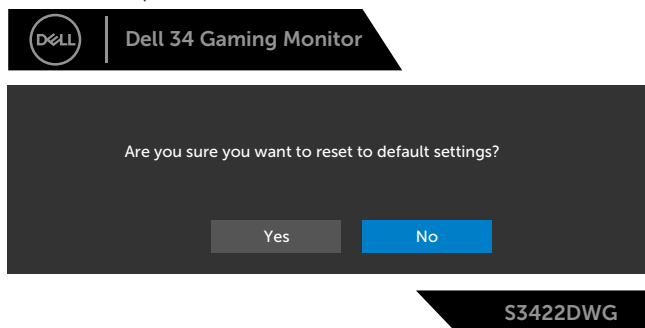 DELL
Dell 34 Gaming Monitor
Are you sure you want to reset to default settings?
Yes
No
S3422DWG